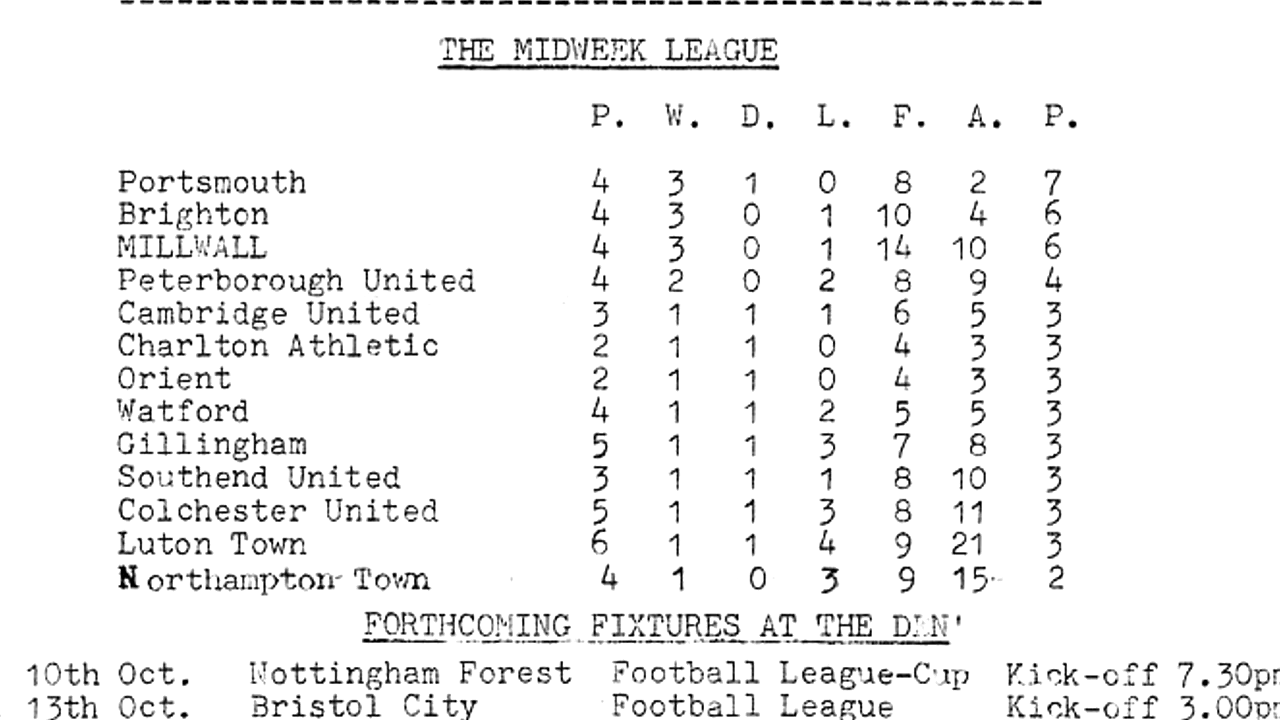 THE MIDWEEK LEAGUE
P. W. D. L. F. A. P.
Portsmouth 4 3 1 0 8 2 7
Brighton 4 3 0 1 10 4 6
MILLWALL 4 3 0 1 14 10 6
Peterborough United 4 2 0 2 8 9 4
Cambridge United 3 1 1 1 6 5 3
Charlton Athletic 2 1 1 0 4 3 3
Orient 2 1 1 0 4 3 3
Watford 4 1 1 2 5 5 3
Gillingham 5 1 1 3 7 8 3
Southend United 3 1 1 1 8 10 3
Colchester United 5 1 1 3 8 11 3
Luton Town 6 1 1 4 9 21 3
Northampton Town 4 1 0 3 9 15 2
FORTHCOMING FIXTURES AT THE DEN'
10th Oct. Nottingham Forest Football League-Cup Kick-off 7.30p
13th Oct. Bristol City Football League Kick-off 3.00p